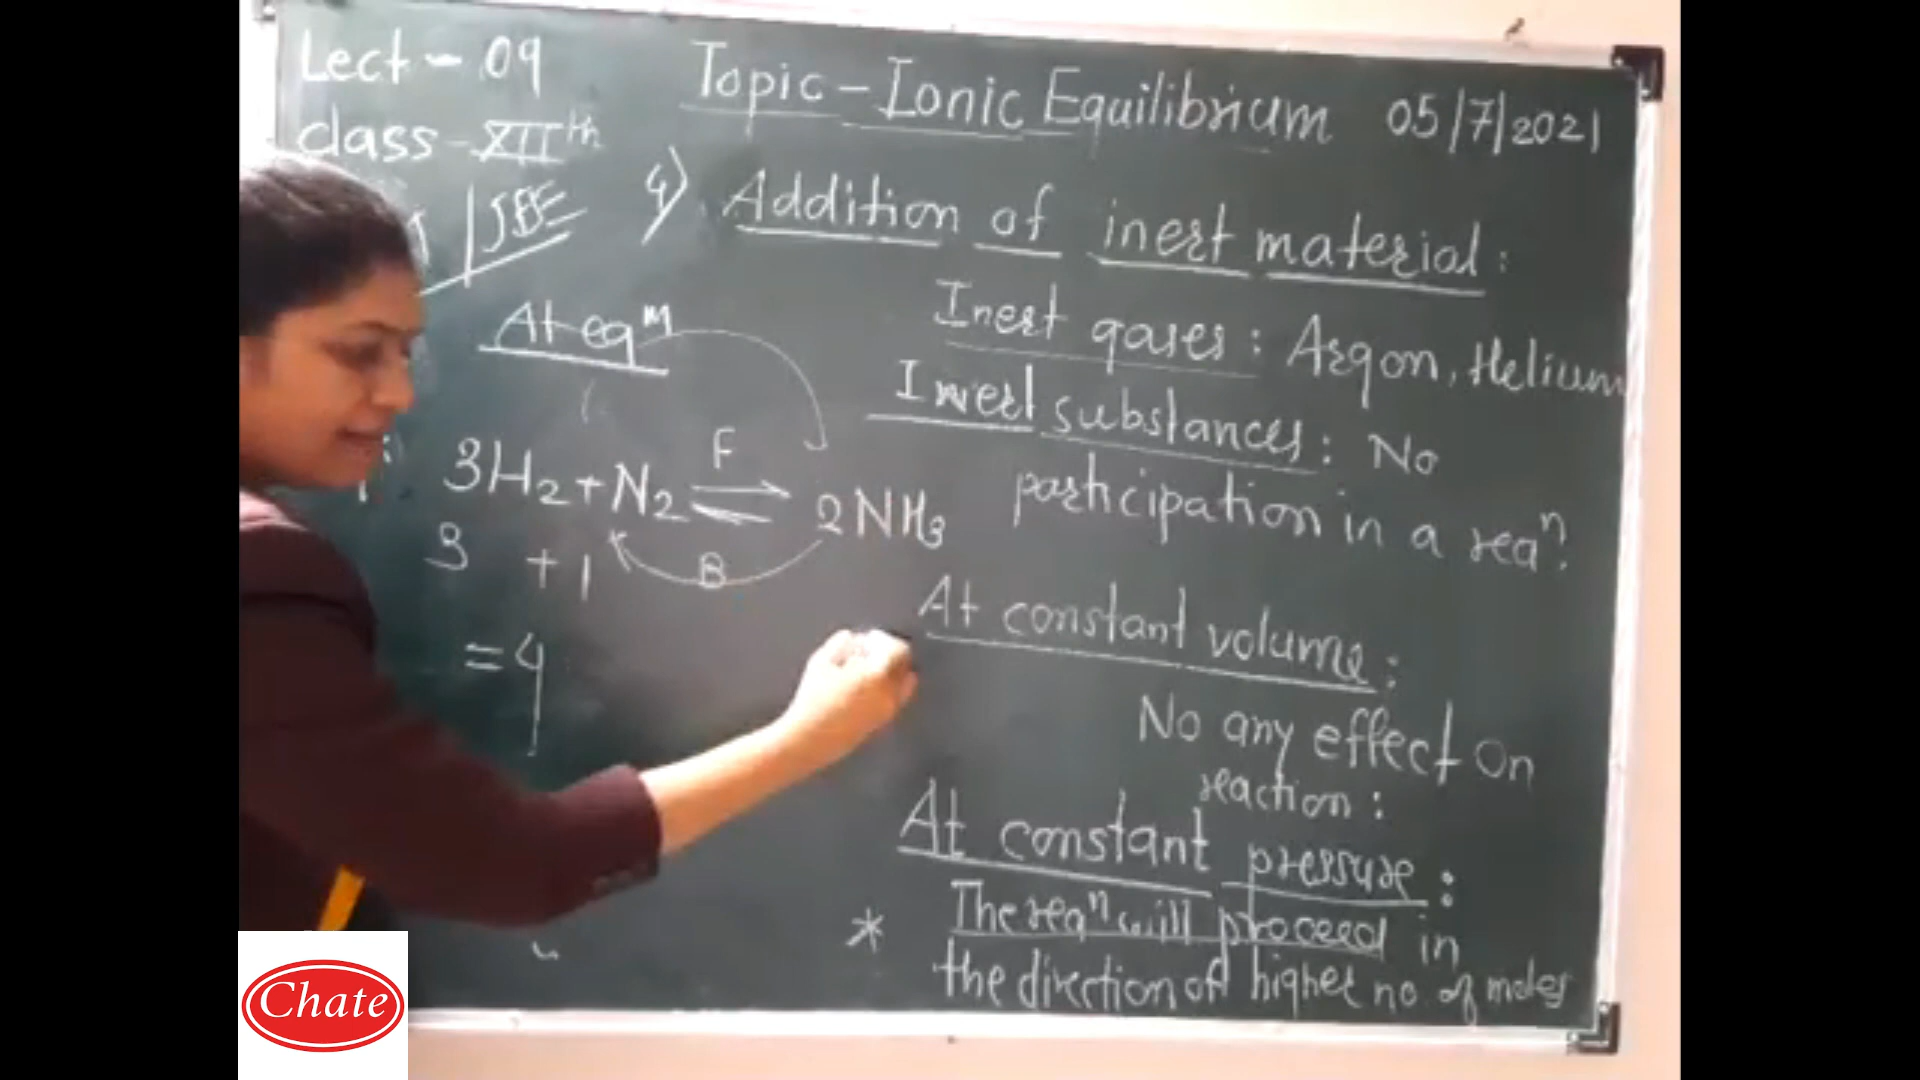 Lect - 09
Topic - Ionic Equilibrium 05/7/2021
class - XIIth
4) Addition of inert material :
At eqm
Inert gases : Argon, Helium
Inert substances : No
participation in a rean.
F
3H2 + N2 ⇌ 2NH3
B
3 + 1
= 4
At constant volume :
No any effect on
reaction :
At constant pressure :
* The rean will proceed in
the direction of higher no of moles
Chate